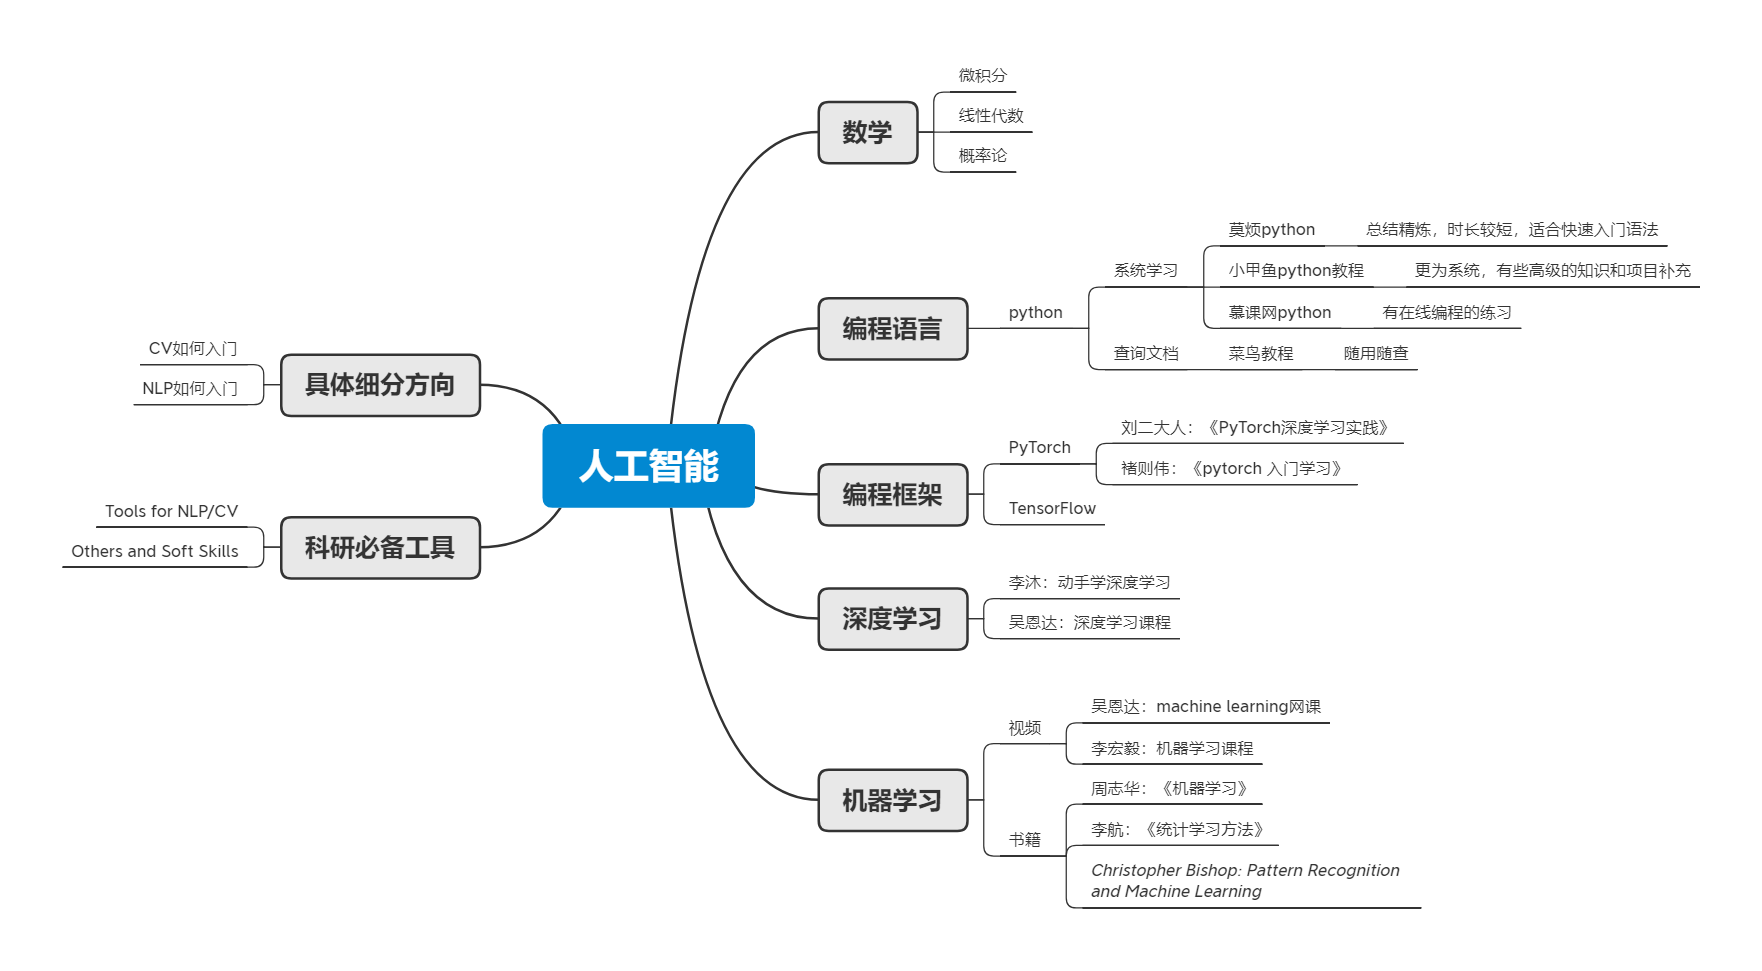 人工智能
数学
微积分
线性代数
概率论
编程语言
python
系统学习
莫烦python
总结精炼，时长较短，适合快速入门语法
小甲鱼python教程
更为系统，有些高级的知识和项目补充
慕课网python
有在线编程的练习
查询文档
菜鸟教程
随用随查
编程框架
PyTorch
刘二大人：《PyTorch深度学习实践》
褚则伟：《pytorch 入门学习》
TensorFlow
深度学习
李沐：动手学深度学习
吴恩达：深度学习课程
机器学习
视频
吴恩达：machine learning网课
李宏毅：机器学习课程
书籍
周志华：《机器学习》
李航：《统计学习方法》
Christopher Bishop: Pattern Recognition
and Machine Learning
具体细分方向
CV如何入门
NLP如何入门
科研必备工具
Tools for NLP/CV
Others and Soft Skills